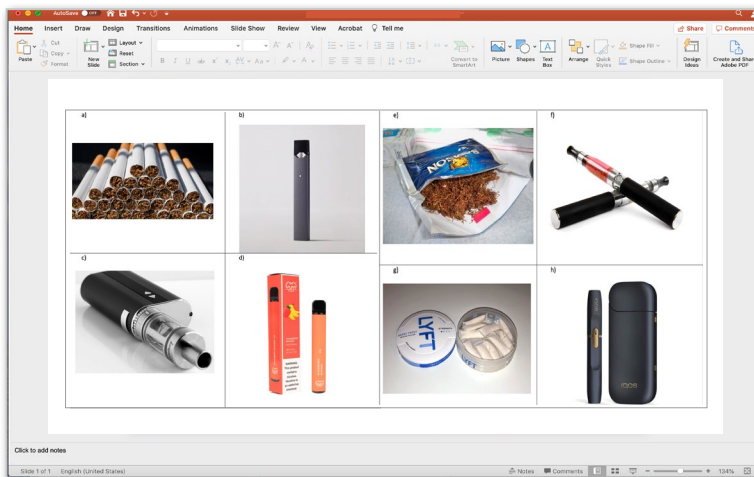 AutoSave OFF
Home Insert Draw Design Transitions Animations Slide Show Review View Acrobat Tell me
Share Comments
Paste
Cut
Copy
Format
New Slide
Layout
Reset
Section
Convert to SmartArt
Picture
Shapes
Text Box
Arrange
Quick Styles
Shape Fill
Shape Outline
Design Ideas
Create and Shar
Adobe PDF
a)
b)
e)
f)
c)
d)
g)
h)
LYFT
LYFT
IQOS
Click to add notes
Slide 1 of 1 English (United States)
Notes Comments 134%